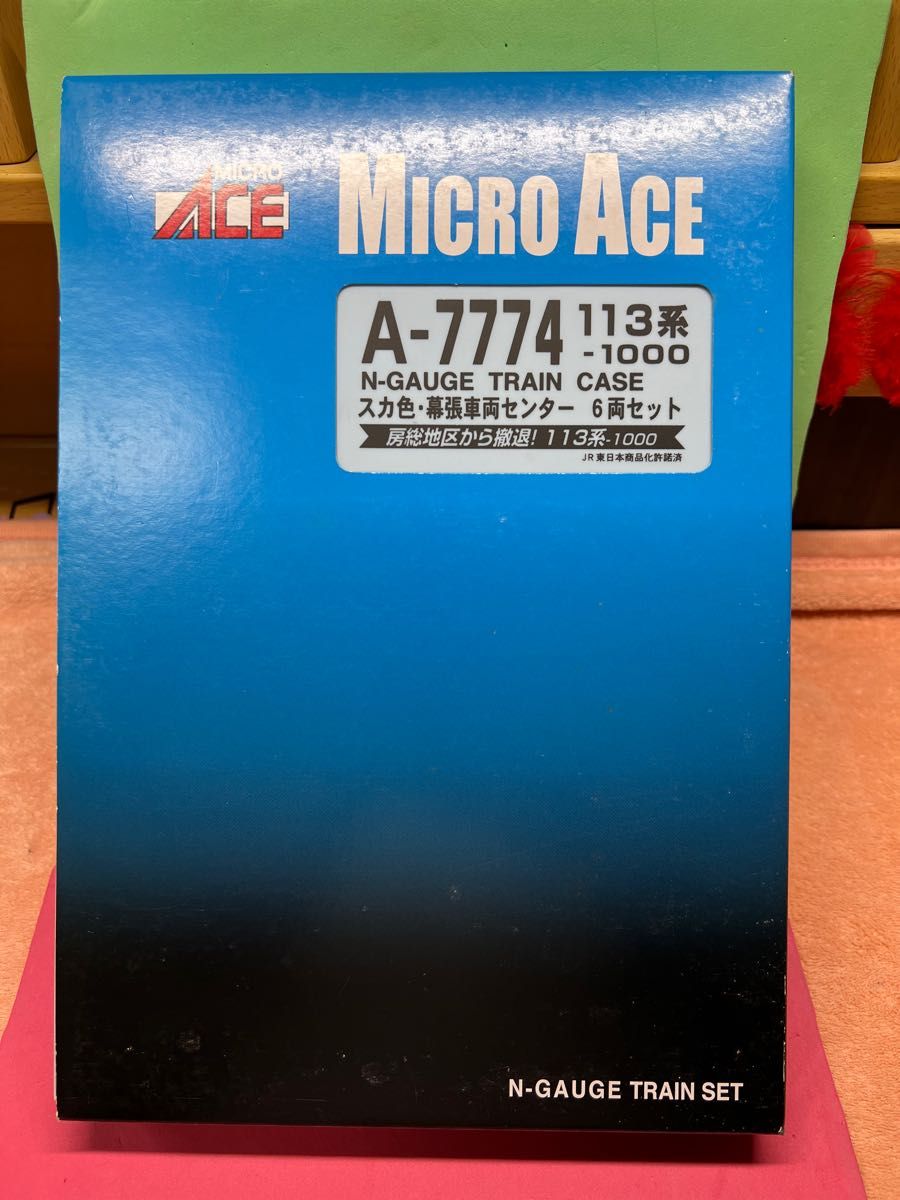 MICRO
ACE
MICRO ACE
A-7774 113系
-1000
N-GAUGE TRAIN CASE
スカ色・幕張車両センター 6両セット
房総地区から撤退! 113系-1000
JR東日本商品化許諾済
N-GAUGE TRAIN SET